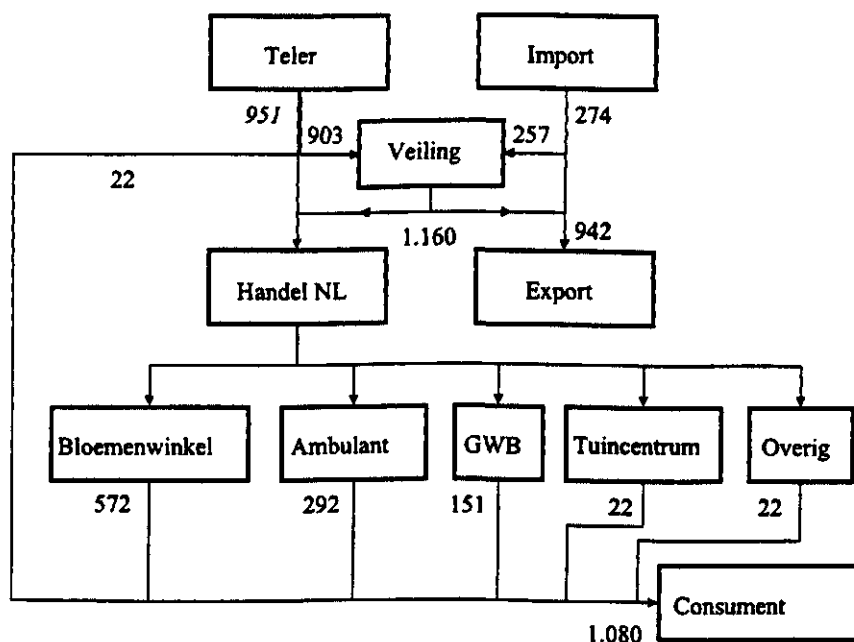 Teler
Import
951
274
903
257
Veiling
22
1.160
942
Handel NL
Export
Bloemenwinkel
Ambulant
GWB
Tuincentrum
Overig
572
292
151
22
22
Consument
1.080